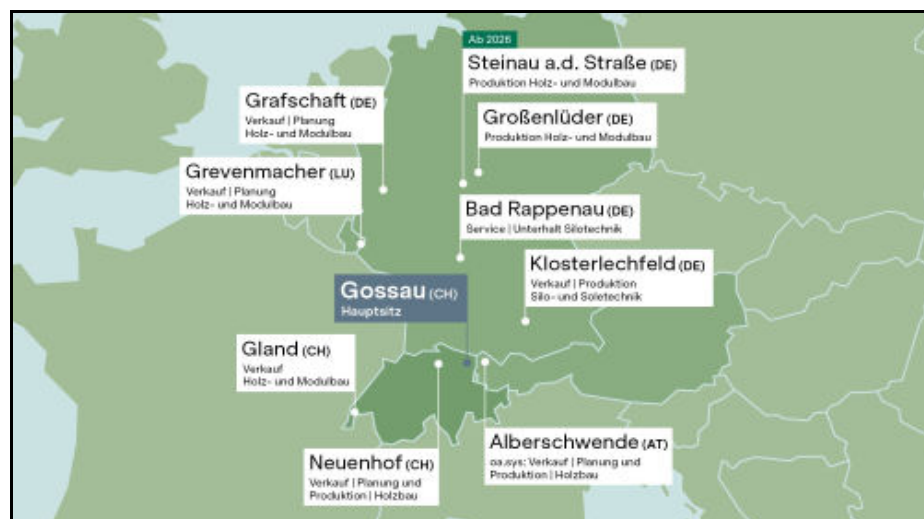 Ab 2026
Steinau a.d. Straße (DE)
Produktion Holz- und Modulbau
Grafschaft (DE)
Verkauf | Planung
Holz- und Modulbau
Großenlüder (DE)
Produktion Holz- und Modulbau
Grevenmacher (LU)
Verkauf | Planung
Holz- und Modulbau
Bad Rappenau (DE)
Service | Unterhalt Silotechnik
Klosterlechfeld (DE)
Verkauf | Produktion
Silo- und Soletechnik
Gossau (CH)
Hauptsitz
Gland (CH)
Verkauf
Holz- und Modulbau
Alberschwende (AT)
oa.sys: Verkauf | Planung und
Produktion | Holzbau
Neuenhof (CH)
Verkauf | Planung und
Produktion | Holzbau